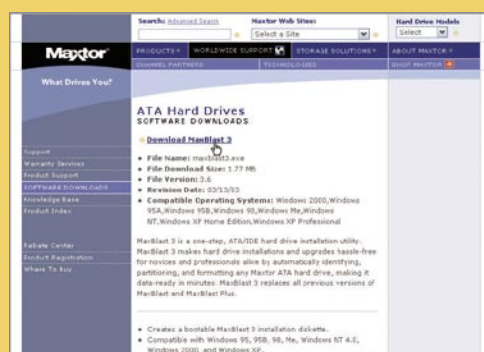 Search: Advanced Search
Maxtor Web Sites:
Select a Site
Hard Drive Models
Select
Maxtor
What Drives You?
PRODUCTS
WORLDWIDE SUPPORT
STORAGE SOLUTIONS
ABOUT MAXTOR
CHANNEL PARTNERS
TECHNOLOGIES
SHOP MAXTOR
ATA Hard Drives
SOFTWARE DOWNLOADS
Download MaxBlast 3
• File Name: maxblast3.exe
• File Download Size: 1.77 MB
• File Version: 3.6
• Revision Date: 03/13/03
• Compatible Operating Systems: Windows 2000,Windows
95A,Windows 95B,Windows 98,Windows Me,Windows
NT,Windows XP Home Edition,Windows XP Professional
Support
Warranty Services
Product Support
SOFTWARE DOWNLOADS
Knowledge Base
Product Index
Rebate Center
Product Registration
Where To Buy
MaxBlast 3 is a one-step, ATA/IDE hard drive installation utility.
MaxBlast 3 makes hard drive installations and upgrades hassle-free
for novices and professionals alike by automatically identifying,
partitioning, and formatting any Maxtor ATA hard drive, making it
data-ready in minutes. MaxBlast 3 replaces all previous versions of
MaxBlast and MaxBlast Plus.
• Creates a bootable MaxBlast 3 installation diskette.
• Compatible with Windows 95, 95B, 98, Me, Windows NT 4.0,
Windows 2000, and Windows XP.